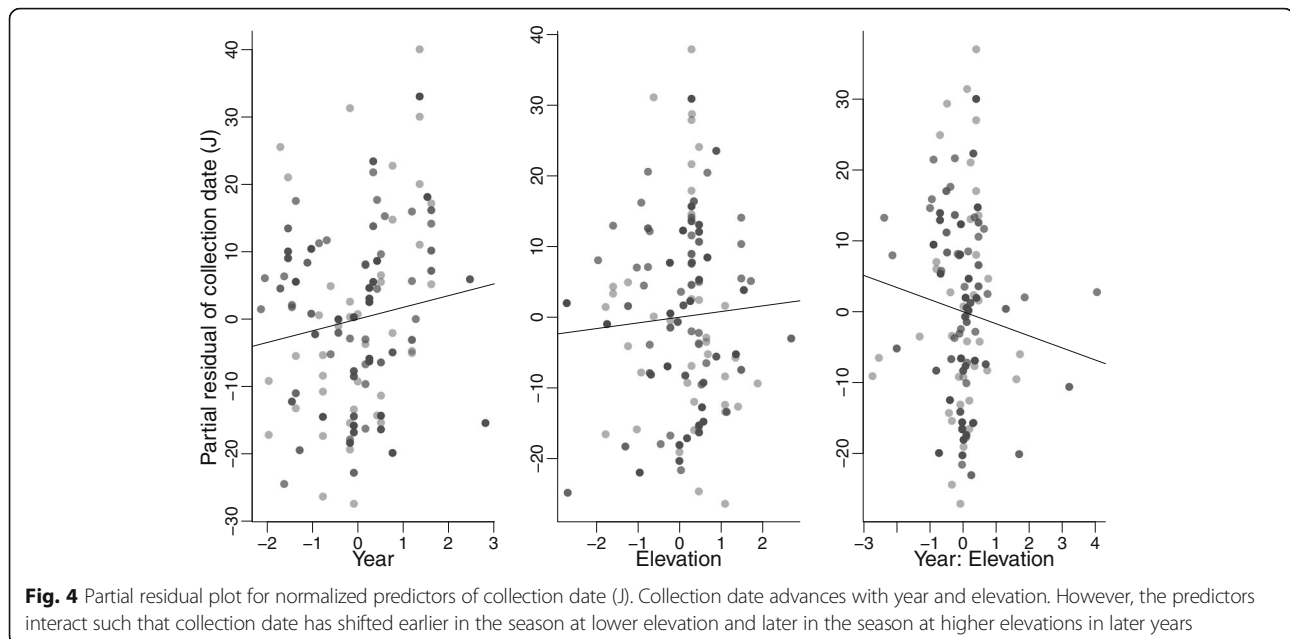 Partial residual of collection date (J)
40
30
20
10
0
−10
−20
−30
−2 −1 0 1 2 3
Year
40
30
20
10
0
−10
−20
−2 −1 0 1 2
Elevation
30
20
10
0
−10
−20
−3 −1 0 1 2 3 4
Year: Elevation
Fig. 4 Partial residual plot for normalized predictors of collection date (J). Collection date advances with year and elevation. However, the predictors
interact such that collection date has shifted earlier in the season at lower elevation and later in the season at higher elevations in later years